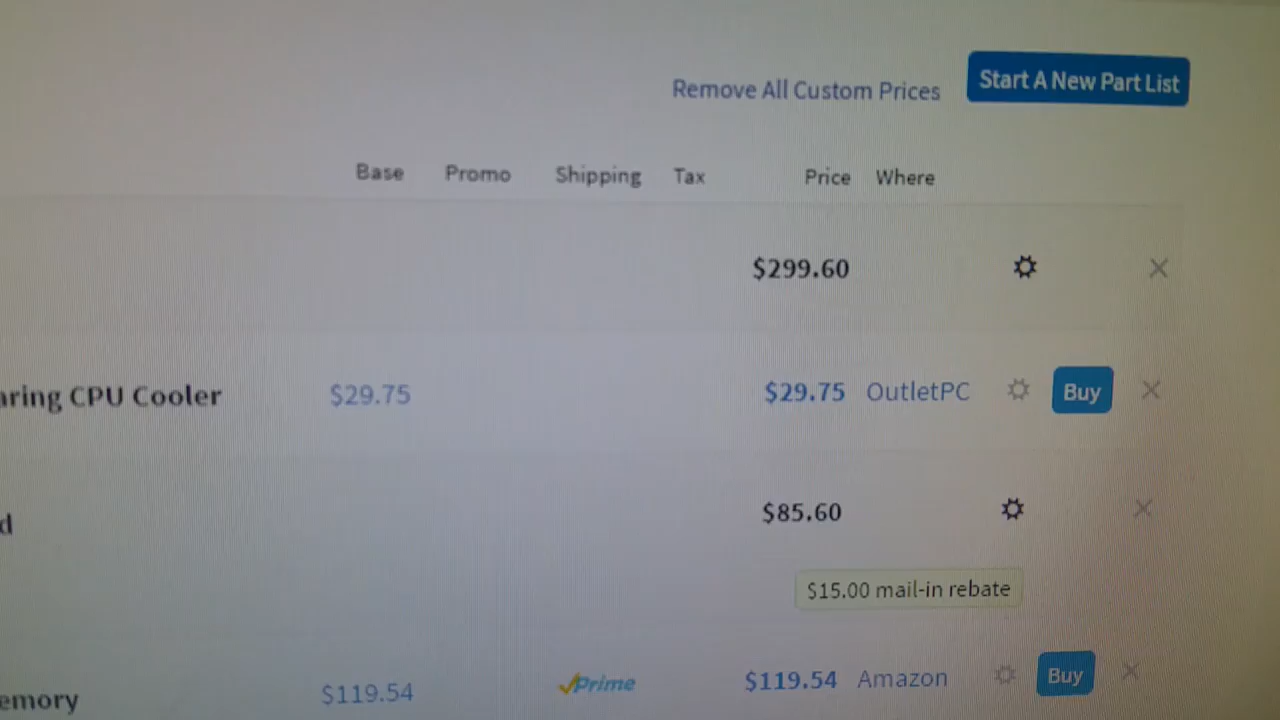 Remove All Custom Prices Start A New Part List
Base Promo Shipping Tax Price Where
$299.60
aring CPU Cooler $29.75 $29.75 OutletPC Buy
d $85.60
$15.00 mail-in rebate
emory $119.54 Prime $119.54 Amazon Buy